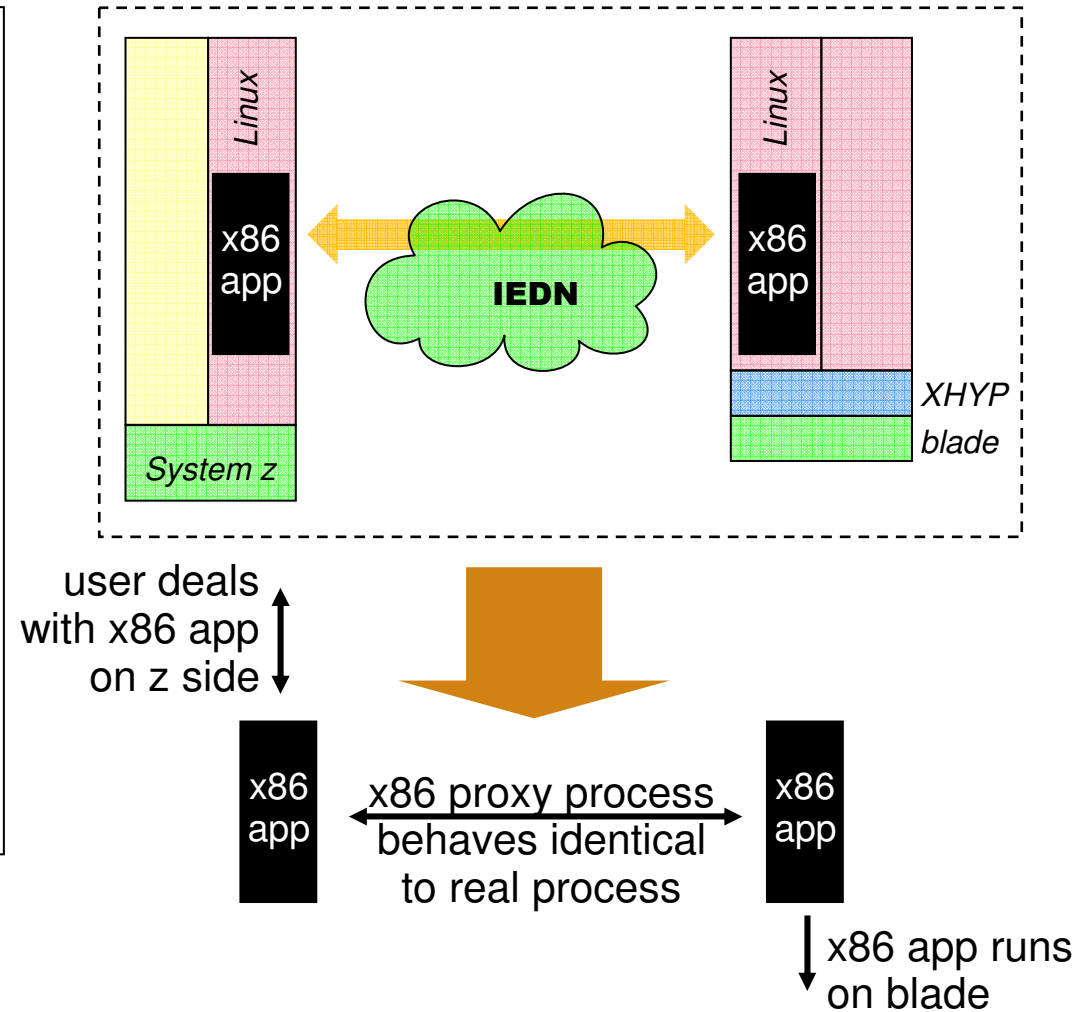 Linux
x86
app
System z
IEDN
Linux
x86
app
XHYP
blade
user deals
with x86 app
on z side
x86
app
x86 proxy process
behaves identical
to real process
x86
app
x86 app runs
on blade